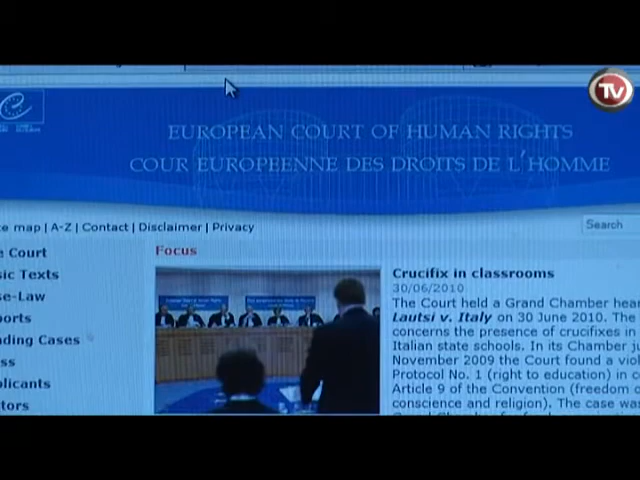 TV
EUROPEAN COURT OF HUMAN RIGHTS
COUR EUROPEENNE DES DROITS DE L'HOMME
te map | A-Z | Contact | Disclaimer | Privacy
Search
e Court
Focus
sic Texts
Crucifix in classrooms
se-Law
30/06/2010
ports
The Court held a Grand Chamber hear
Lautsi v. Italy on 30 June 2010. The
nding Cases
concerns the presence of crucifixes in
Italian state schools. In its Chamber ju
ess
November 2009 the Court found a viol
plicants
Protocol No. 1 (right to education) in c
Article 9 of the Convention (freedom o
tors
conscience and religion). The case was